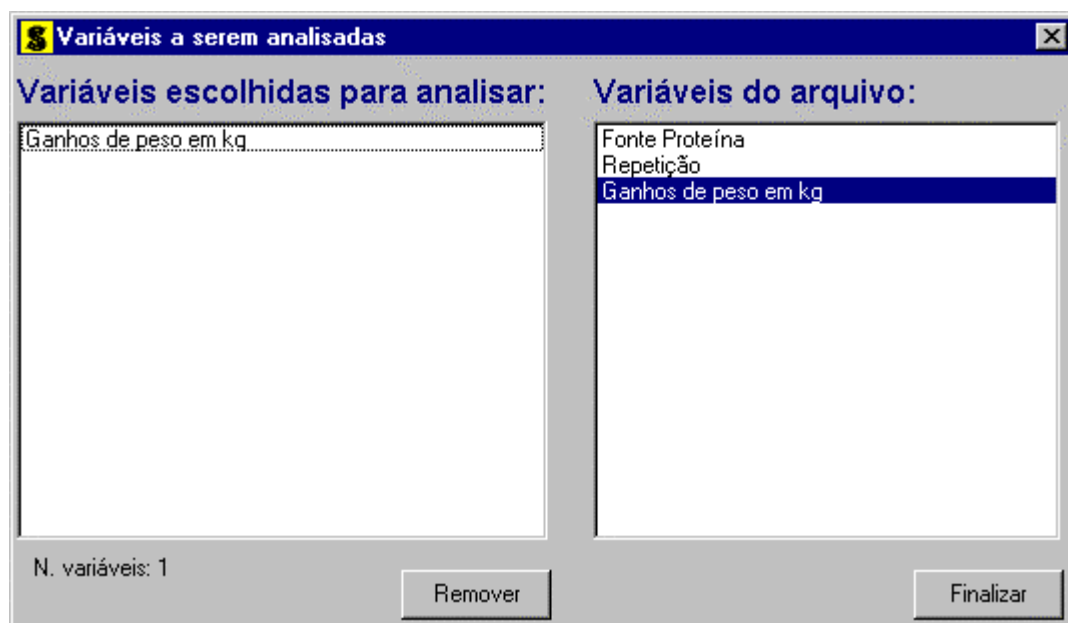 Variáveis a serem analisadas
Variáveis escolhidas para analisar:
Ganhos de peso em kg
N. variáveis: 1
Remover
Variáveis do arquivo:
Fonte Proteína
Repetição
Ganhos de peso em kg
Finalizar